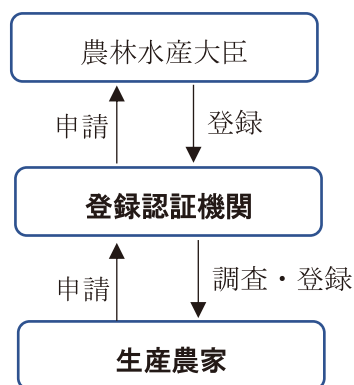 農林水産大臣
申請
登録
登録認証機関
申請
調査・登録
生産農家